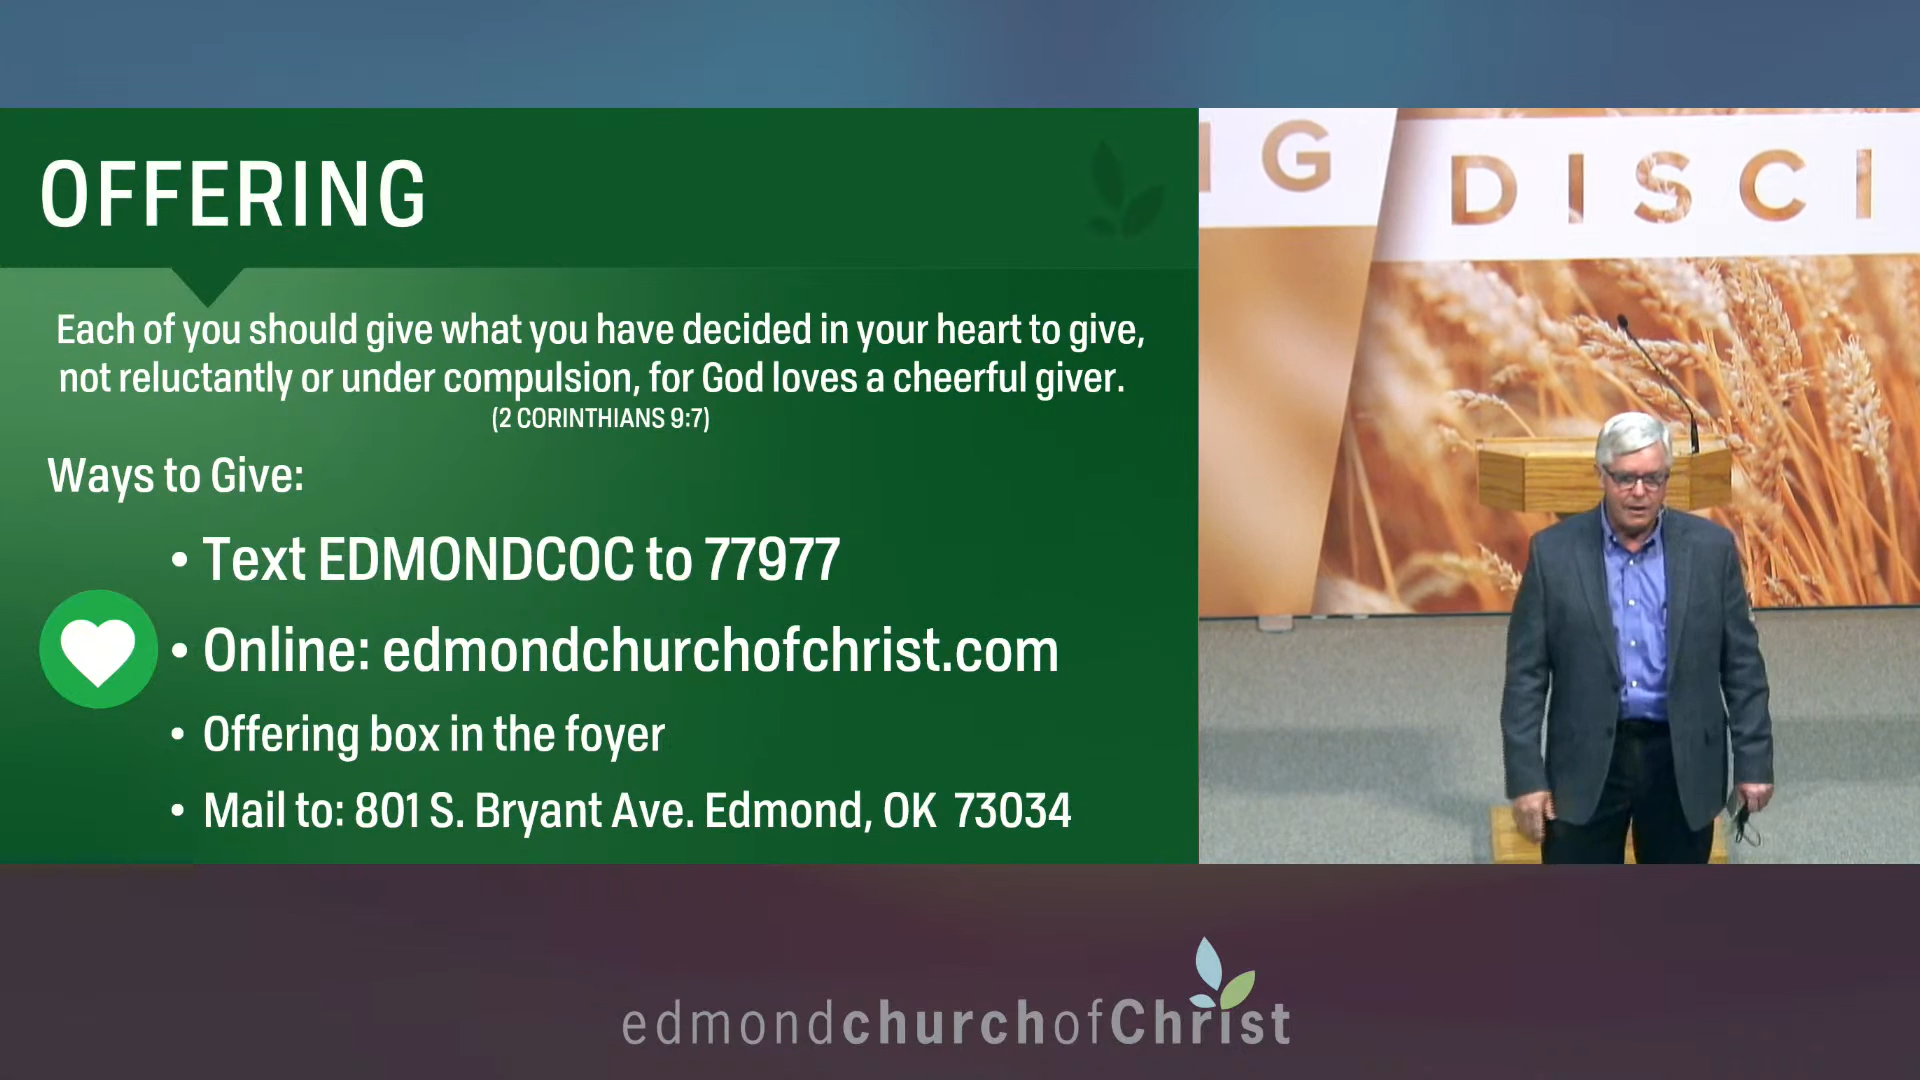 OFFERING
Each of you should give what you have decided in your heart to give,
not reluctantly or under compulsion, for God loves a cheerful giver.
(2 CORINTHIANS 9:7)
Ways to Give:
• Text EDMONDCOC to 77977
• Online: edmondchurchofchrist.com
• Offering box in the foyer
• Mail to: 801 S. Bryant Ave. Edmond, OK 73034
G
DISCI
edmondchurchofChrist